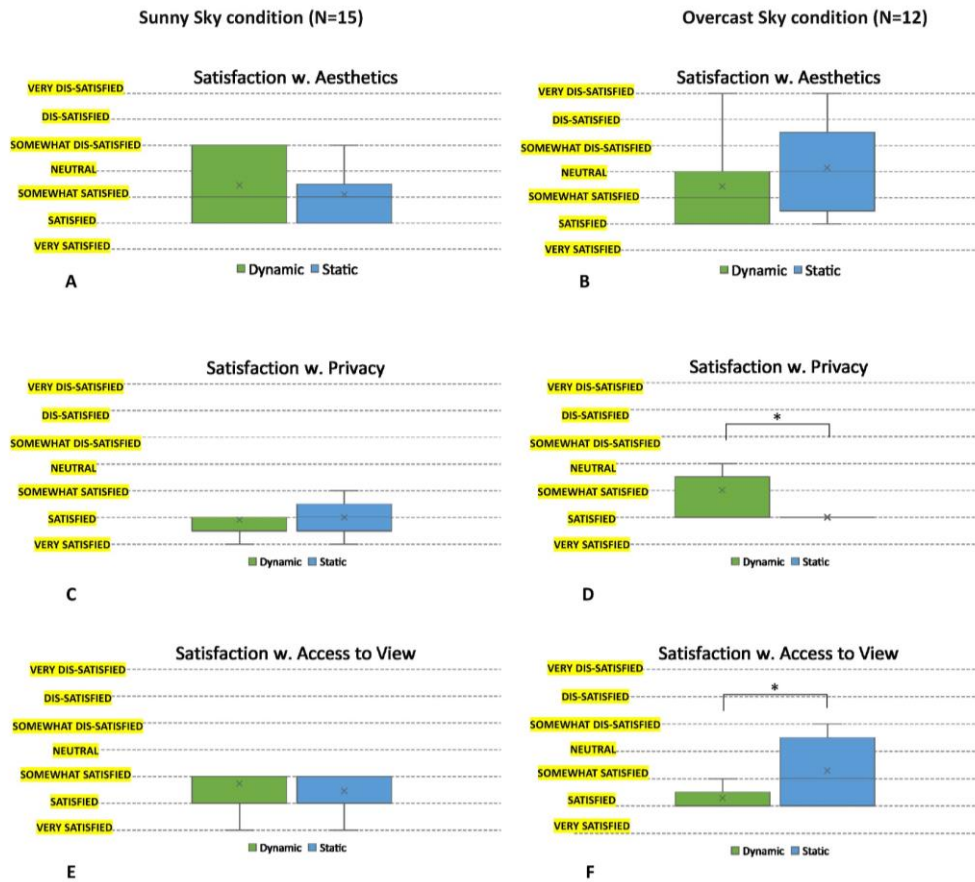 Sunny Sky condition (N=15)
Overcast Sky condition (N=12)
Satisfaction w. Aesthetics
VERY DIS-SATISFIED
DIS-SATISFIED
SOMEWHAT DIS-SATISFIED
NEUTRAL
SOMEWHAT SATISFIED
SATISFIED
VERY SATISFIED
Dynamic Static
A
Satisfaction w. Aesthetics
VERY DIS-SATISFIED
DIS-SATISFIED
SOMEWHAT DIS-SATISFIED
NEUTRAL
SOMEWHAT SATISFIED
SATISFIED
VERY SATISFIED
Dynamic Static
B
Satisfaction w. Privacy
VERY DIS-SATISFIED
DIS-SATISFIED
SOMEWHAT DIS-SATISFIED
NEUTRAL
SOMEWHAT SATISFIED
SATISFIED
VERY SATISFIED
Dynamic Static
C
Satisfaction w. Privacy
VERY DIS-SATISFIED
DIS-SATISFIED
*
SOMEWHAT DIS-SATISFIED
NEUTRAL
SOMEWHAT SATISFIED
SATISFIED
VERY SATISFIED
Dynamic Static
D
Satisfaction w. Access to View
VERY DIS-SATISFIED
DIS-SATISFIED
SOMEWHAT DIS-SATISFIED
NEUTRAL
SOMEWHAT SATISFIED
SATISFIED
VERY SATISFIED
Dynamic Static
E
Satisfaction w. Access to View
VERY DIS-SATISFIED
*
DIS-SATISFIED
SOMEWHAT DIS-SATISFIED
NEUTRAL
SOMEWHAT SATISFIED
SATISFIED
VERY SATISFIED
Dynamic Static
F